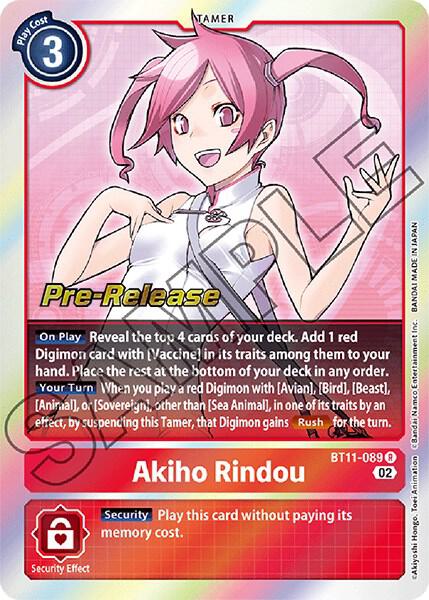 TAMER
Play Cost
3
SAMPLE
Pre-Release
On Play Reveal the top 4 cards of your deck. Add 1 red
Digimon card with [Vaccine] in its traits among them to your
hand. Place the rest at the bottom of your deck in any order.
Your Turn When you play a red Digimon with [Avian], [Bird], [Beast],
[Animal], or [Sovereign], other than [Sea Animal], in one of its traits by an
effect, by suspending this Tamer, that Digimon gains Rush for the turn.
BT11-089 R
02
Akiho Rindou
Security Play this card without paying its
memory cost.
Security Effect
©Akiyoshi Hongo, Toei Animation ©Bandai Namco Entertainment Inc. BANDAI MADE IN JAPAN